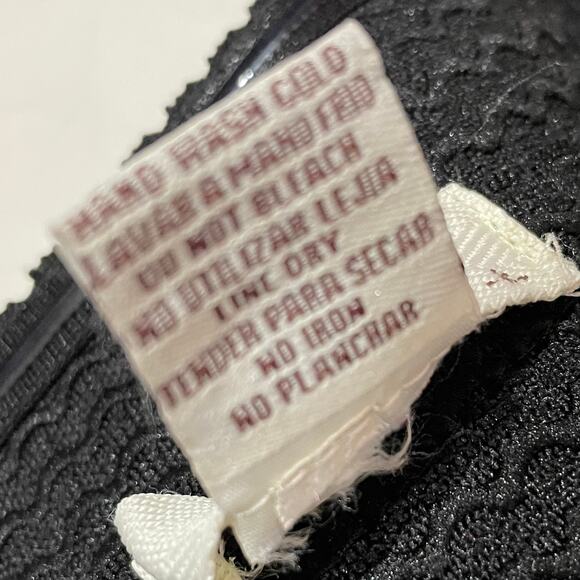 HAND WASH COLD
LAVAR A MANO FRIO
DO NOT BLEACH
NO UTILIZAR LEJIA
LINE DRY
TENDER PARA SECAR
NO IRON
NO PLANCHAR